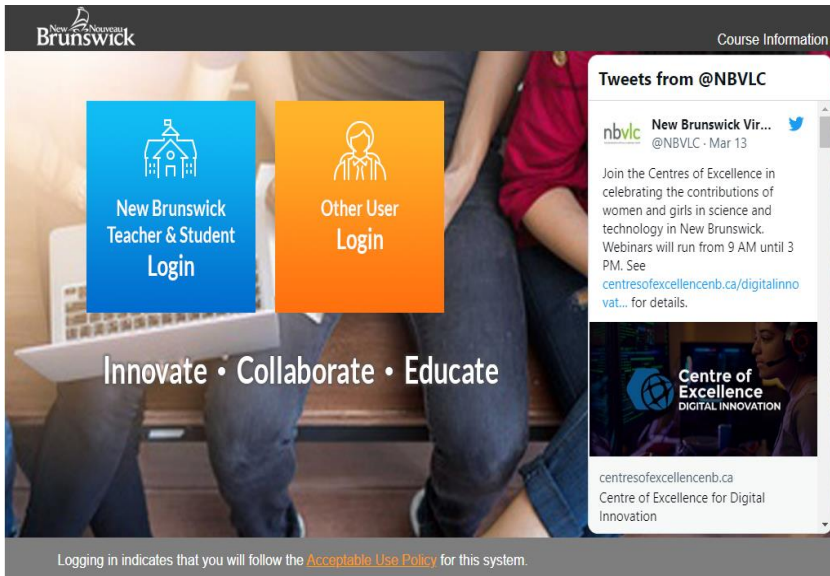 New Nouveau
Brunswick
Course Information
New Brunswick
Teacher & Student
Login
Other User
Login
Innovate • Collaborate • Educate
Tweets from @NBVLC
nbvlc
New Brunswick Vir...
@NBVLC · Mar 13
Join the Centres of Excellence in
celebrating the contributions of
women and girls in science and
technology in New Brunswick.
Webinars will run from 9 AM until 3
PM. See
centresofexcellencenb.ca/digitalinno
vat... for details.
Centre of
Excellence
DIGITAL INNOVATION
centresofexcellencenb.ca
Centre of Excellence for Digital
Innovation
Logging in indicates that you will follow the Acceptable Use Policy for this system.